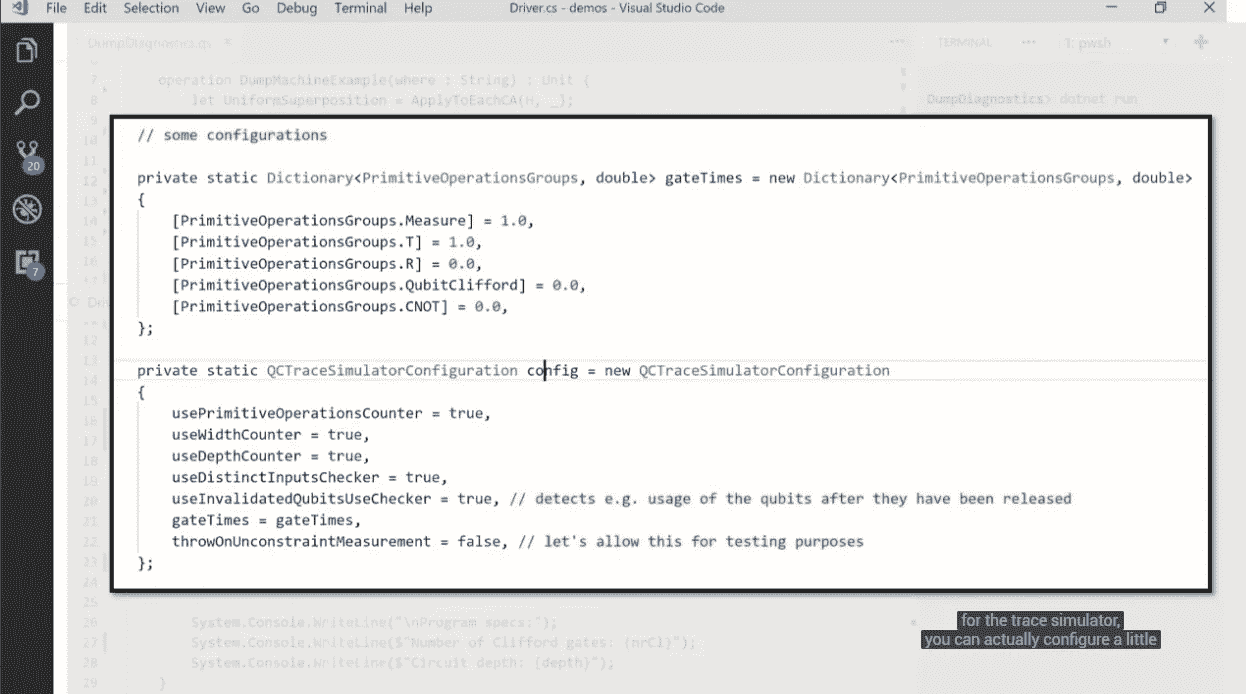 File Edit Selection View Go Debug Terminal Help Driver.cs - demos - Visual Studio Code
DumpDiagnostics.qs
TERMINAL 1: pwsh
7 operation DumpMachineExample(where : String) : Unit {
8 let UniformSuperposition = ApplyToEachCA(H, _);
DumpDiagnostics> dotnet run
// some configurations
private static Dictionary<PrimitiveOperationsGroups, double> gateTimes = new Dictionary<PrimitiveOperationsGroups, double>
{
[PrimitiveOperationsGroups.Measure] = 1.0,
[PrimitiveOperationsGroups.T] = 1.0,
[PrimitiveOperationsGroups.R] = 0.0,
[PrimitiveOperationsGroups.QubitClifford] = 0.0,
[PrimitiveOperationsGroups.CNOT] = 0.0,
};
private static QCTraceSimulatorConfiguration config = new QCTraceSimulatorConfiguration
{
usePrimitiveOperationsCounter = true,
useWidthCounter = true,
useDepthCounter = true,
useDistinctInputsChecker = true,
useInvalidatedQubitsUseChecker = true, // detects e.g. usage of the qubits after they have been released
gateTimes = gateTimes,
throwOnUnconstraintMeasurement = false, // let's allow this for testing purposes
};
20
7
25
26 System.Console.WriteLine("\nProgram specs:");
27 System.Console.WriteLine($"Number of Clifford gates: {nrCl}");
28 System.Console.WriteLine($"Circuit depth: {depth}");
29 }
for the trace simulator,
you can actually configure a little